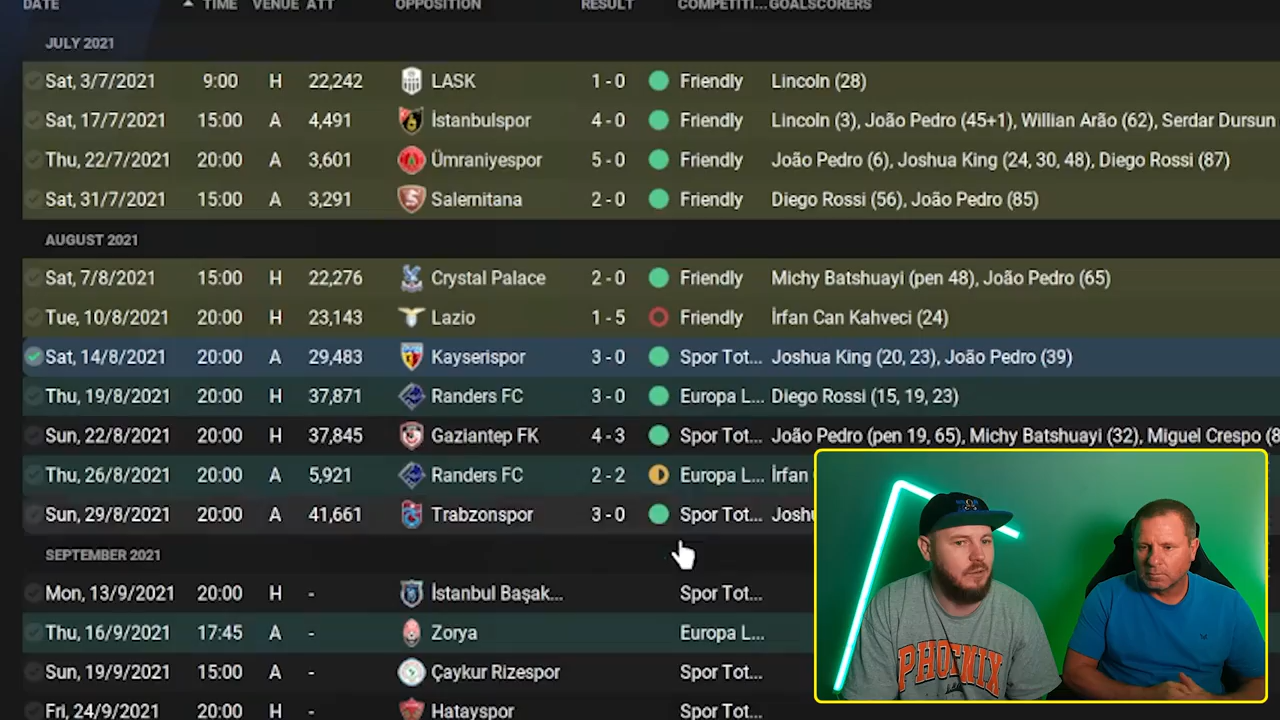 DATE TIME VENUE ATT OPPOSITION RESULT COMPETITI... GOALSCORERS
JULY 2021
Sat, 3/7/2021 9:00 H 22,242 LASK 1 - 0 Friendly Lincoln (28)
Sat, 17/7/2021 15:00 A 4,491 İstanbulspor 4 - 0 Friendly Lincoln (3), João Pedro (45+1), Willian Arão (62), Serdar Dursun
Thu, 22/7/2021 20:00 A 3,601 Ümraniyespor 5 - 0 Friendly João Pedro (6), Joshua King (24, 30, 48), Diego Rossi (87)
Sat, 31/7/2021 15:00 A 3,291 Salernitana 2 - 0 Friendly Diego Rossi (56), João Pedro (85)
AUGUST 2021
Sat, 7/8/2021 15:00 H 22,276 Crystal Palace 2 - 0 Friendly Michy Batshuayi (pen 48), João Pedro (65)
Tue, 10/8/2021 20:00 H 23,143 Lazio 1 - 5 Friendly İrfan Can Kahveci (24)
Sat, 14/8/2021 20:00 A 29,483 Kayserispor 3 - 0 Spor Tot... Joshua King (20, 23), João Pedro (39)
Thu, 19/8/2021 20:00 H 37,871 Randers FC 3 - 0 Europa L... Diego Rossi (15, 19, 23)
Sun, 22/8/2021 20:00 H 37,845 Gaziantep FK 4 - 3 Spor Tot... João Pedro (pen 19, 65), Michy Batshuayi (32), Miguel Crespo (8
Thu, 26/8/2021 20:00 A 5,921 Randers FC 2 - 2 Europa L... İrfan
Sun, 29/8/2021 20:00 A 41,661 Trabzonspor 3 - 0 Spor Tot... Josh
SEPTEMBER 2021
Mon, 13/9/2021 20:00 H - İstanbul Başak... Spor Tot...
Thu, 16/9/2021 17:45 A - Zorya Europa L...
Sun, 19/9/2021 15:00 A - Çaykur Rizespor Spor Tot...
Fri, 24/9/2021 20:00 H - Hatayspor Spor Tot...
PHOENIX